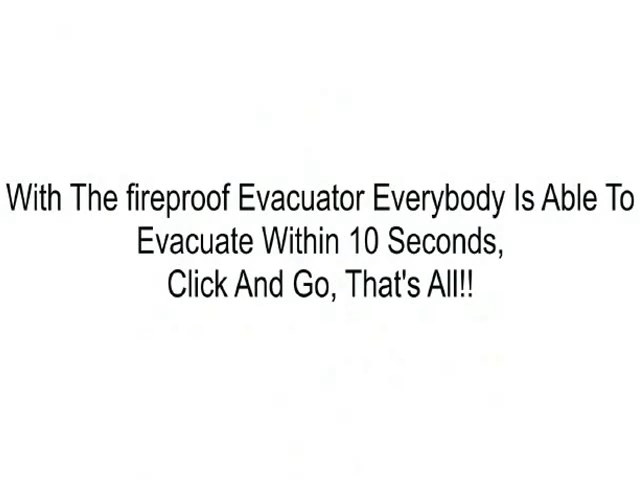 With The fireproof Evacuator Everybody Is Able To
Evacuate Within 10 Seconds,
Click And Go, That's All!!